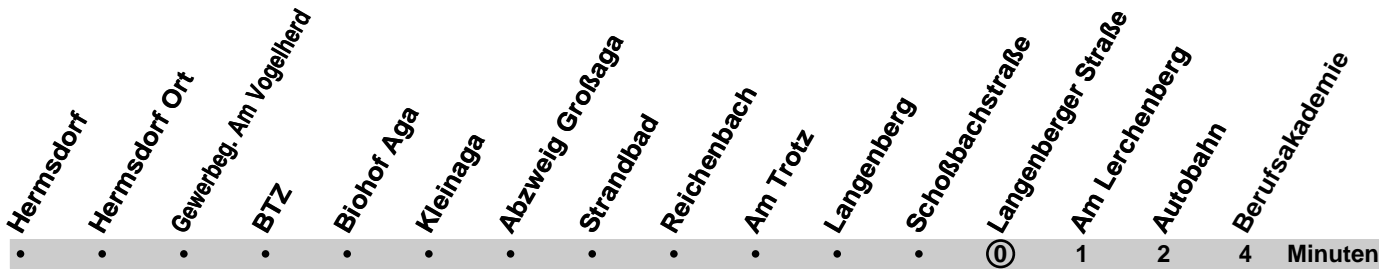 Hermsdorf
Hermsdorf Ort
Gewerbeg. Am Vogelherd
BTZ
Biohof Aga
Kleinaga
Abzweig Großaga
Strandbad
Reichenbach
Am Trotz
Langenberg
Schoßbachstraße
Langenberger Straße
Am Lerchenberg
Autobahn
Berufsakademie
• • • • • • • • • • • • 0 1 2 4 Minuten